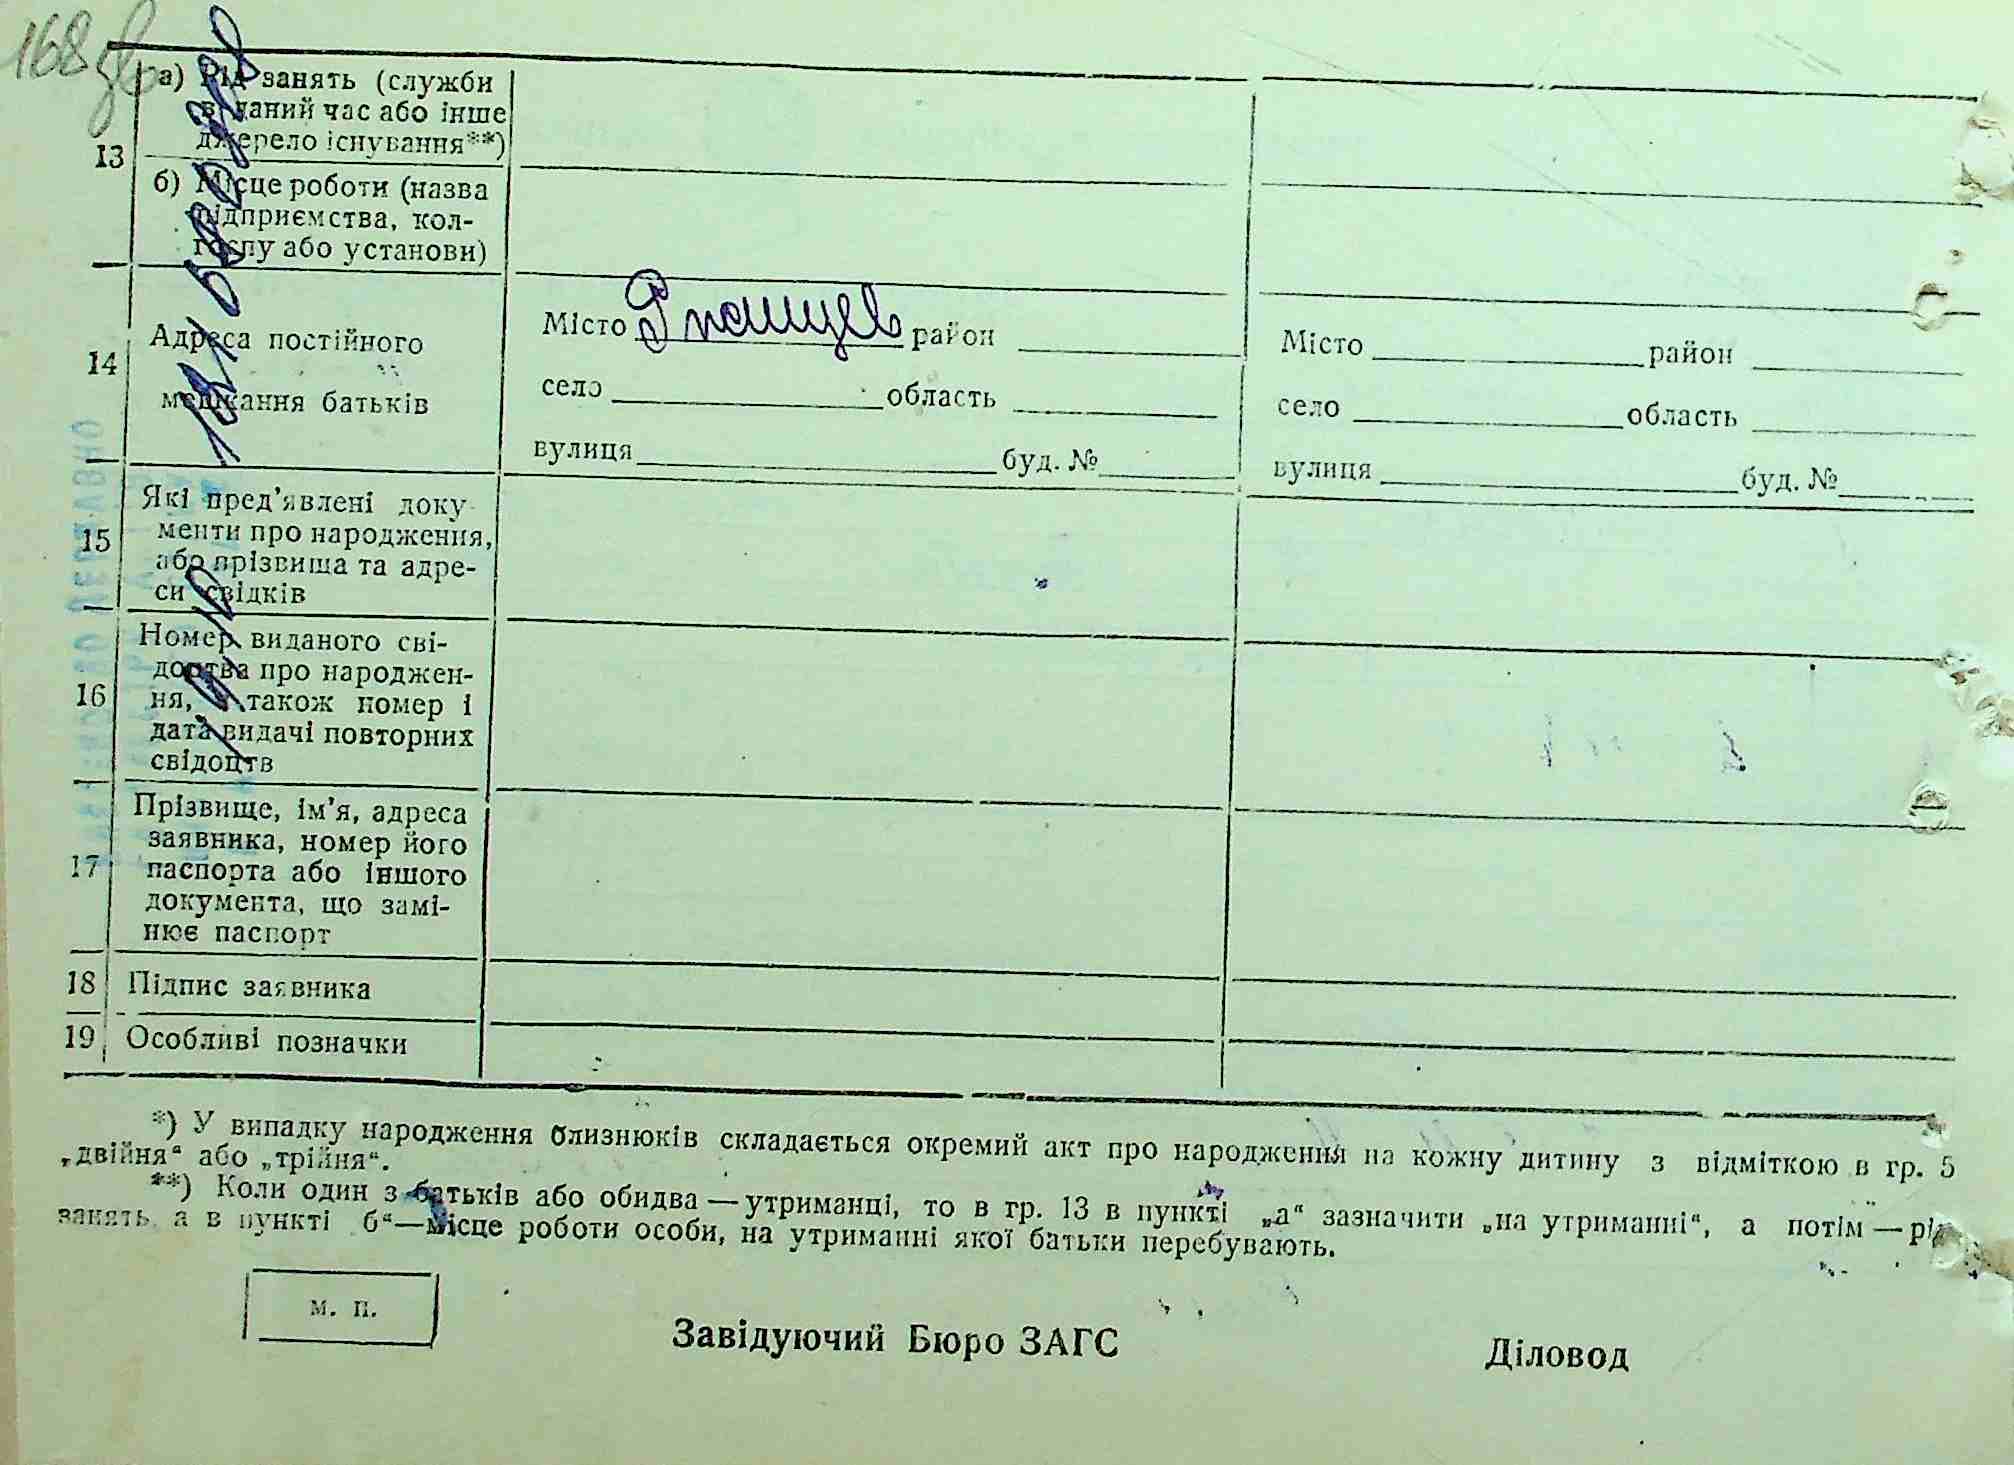 168 зв
13
а) Рід занять (служби
в даний час або інше
джерело існування**)
б) Місце роботи (назва
підприємства, кол-
госпу або установи)
14
Адреса постійного
мешкання батьків
Місто район
село область
вулиця буд. №
Місто район
село область
вулиця буд. №
15
Які пред'явлені доку-
менти про народження,
або прізвища та адре-
си свідків
16
Номер виданого сві-
доцтва про народжен-
ня, а також номер і
дата видачі повторних
свідоцтв
17
Прізвище, ім'я, адреса
заявника, номер його
паспорта або іншого
документа, що замі-
нює паспорт
18 Підпис заявника
19 Особливі позначки
*) У випадку народження близнюків складається окремий акт про народження на кожну дитину з відміткою в гр. 5
„двійня“ або „трійня“.
**) Коли один з батьків або обидва — утриманці, то в гр. 13 в пункті „а“ зазначити „на утриманні“, а потім — рід
занять, а в пункті „б“ — місце роботи особи, на утриманні якої батьки перебувають.
м. п.
Завідуючий Бюро ЗАГС
Діловод